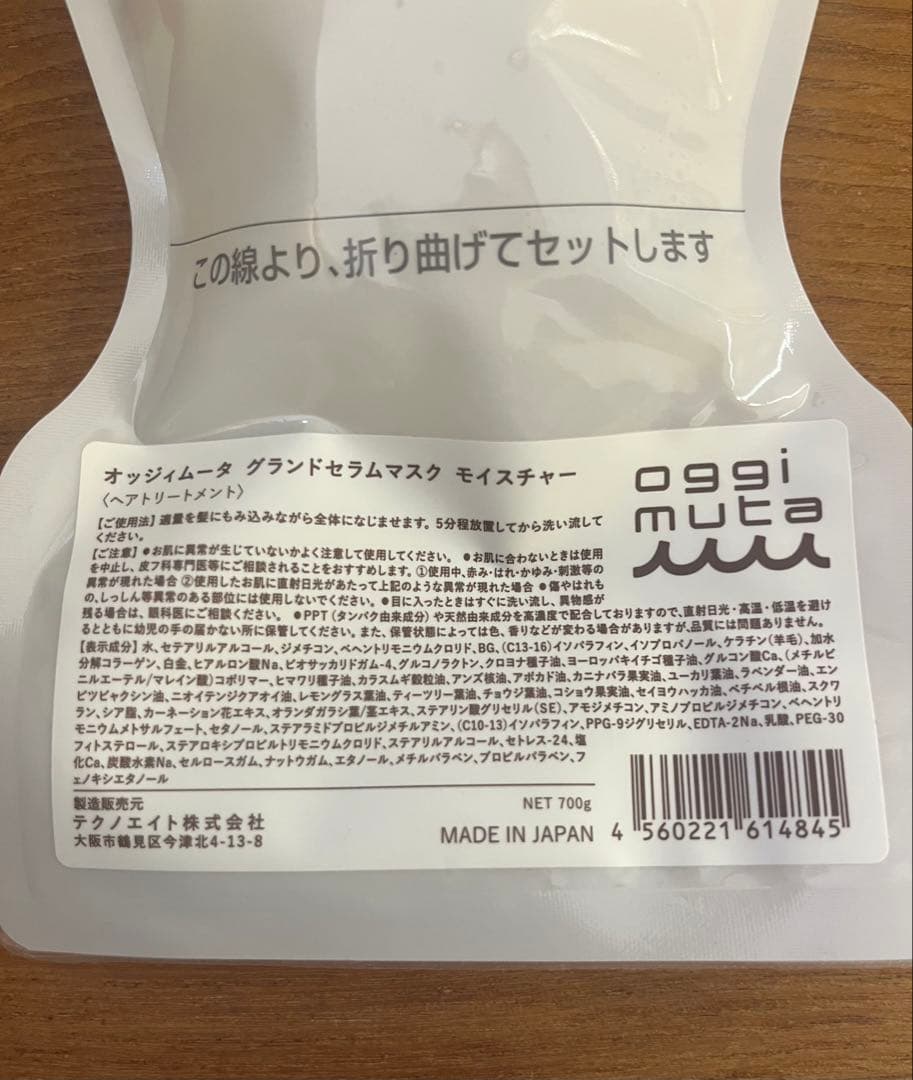 この線より、折り曲げてセットします
オッジィムータ グランドセラムマスク モイスチャー
〈ヘアトリートメント〉
oggi
muta
【ご使用法】適量を髪にもみ込みながら全体になじませます。5分程放置してから洗い流して
ください。
【ご注意】●お肌に異常が生じていないかよく注意して使用してください。 ●お肌に合わないときは使用
を中止し、皮フ科専門医等にご相談されることをおすすめします。①使用中、赤み・はれ・かゆみ・刺激等の
異常が現れた場合 ②使用したお肌に直射日光があたって上記のような異常が現れた場合 ●傷やはれも
の、しっしん等異常のある部位には使用しないでください。●目に入ったときはすぐに洗い流し、異物感が
残る場合は、眼科医にご相談ください。 ●PPT(タンパク由来成分)や天然由来成分を高濃度で配合しておりますので、直射日光・高温・低温を避け
るとともに幼児の手の届かない所に保管してください。また、保管状態によっては色、香りなどが変わる場合がありますが、品質には問題ありません。
【表示成分】水、セテアリルアルコール、ジメチコン、ベヘントリモニウムクロリド、BG、(C13-16)イソパラフィン、イソプロパノール、ケラチン(羊毛)、加水
分解コラーゲン、白金、ヒアルロン酸Na、ビオサッカリドガム-4、グルコノラクトン、クロヨナ種子油、ヨーロッパキイチゴ種子油、グルコン酸Ca、(メチルビ
ニルエーテル/マレイン酸)コポリマー、ヒマワリ種子油、カラスムギ穀粒油、アンズ核油、アボカド油、カニナバラ果実油、ユーカリ葉油、ラベンダー油、エン
ピツビャクシン油、ニオイテンジクアオイ油、レモングラス葉油、ティーツリー葉油、チョウジ葉油、コショウ果実油、セイヨウハッカ油、ベチベル根油、スクワ
ラン、シア脂、カーネーション花エキス、オランダガラシ葉/茎エキス、ステアリン酸グリセリル(SE)、アモジメチコン、アミノプロピルジメチコン、ベヘントリ
モニウムメトサルフェート、セタノール、ステアラミドプロピルジメチルアミン、(C10-13)イソパラフィン、PPG-9ジグリセリル、EDTA-2Na、乳酸、PEG-30
フィトステロール、ステアロキシプロピルトリモニウムクロリド、ステアリルアルコール、セトレス-24、塩
化Ca、炭酸水素Na、セルロースガム、ナットウガム、エタノール、メチルパラベン、プロピルパラベン、フ
ェノキシエタノール
製造販売元
テクノエイト株式会社
大阪市鶴見区今津北4-13-8
NET 700g
MADE IN JAPAN
4 560221 614845